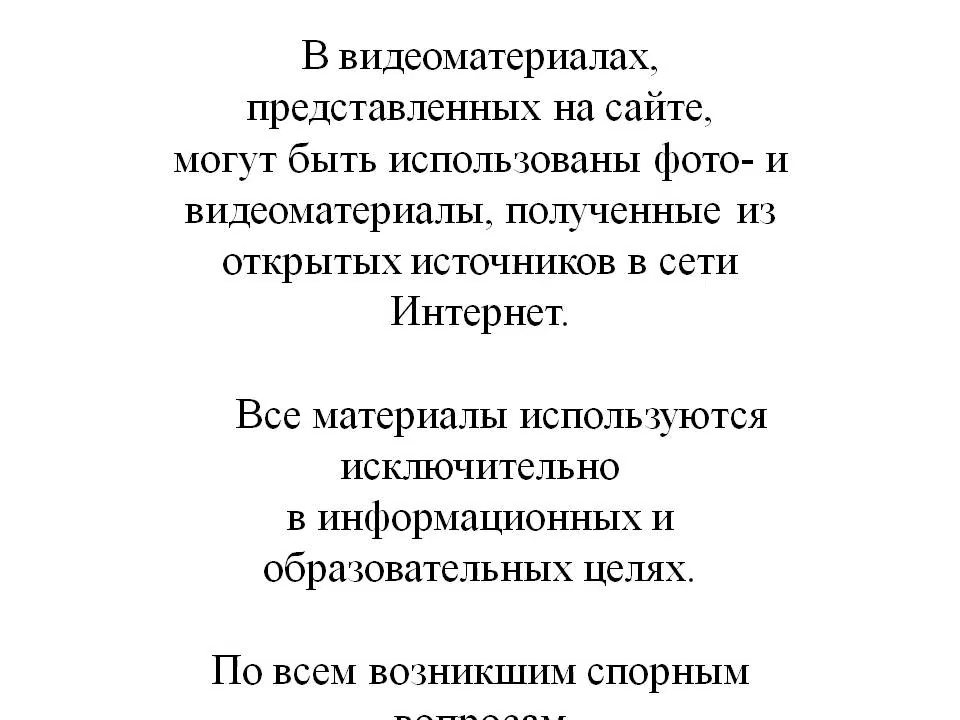 В видеоматериалах,
представленных на сайте,
могут быть использованы фото- и
видеоматериалы, полученные из
открытых источников в сети
Интернет.
Все материалы используются
исключительно
в информационных и
образовательных целях.
По всем возникшим спорным
вопросам